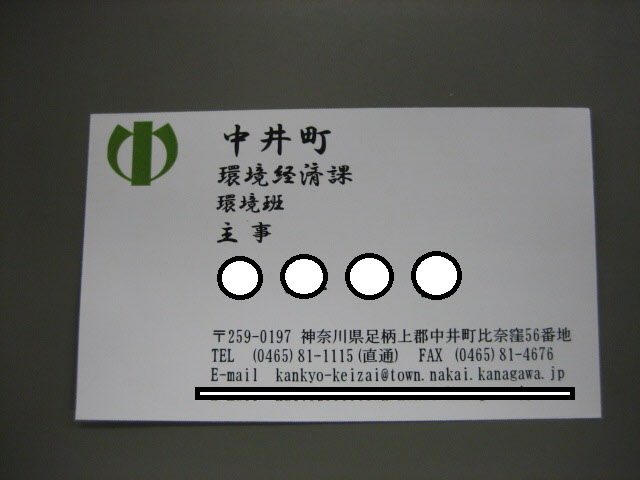 中井町
環境経済課
環境班
主事
〒259-0197 神奈川県足柄上郡中井町比奈窪56番地
TEL (0465)81-1115(直通) FAX (0465)81-4676
E-mail kankyo-keizai@town.nakai.kanagawa.jp